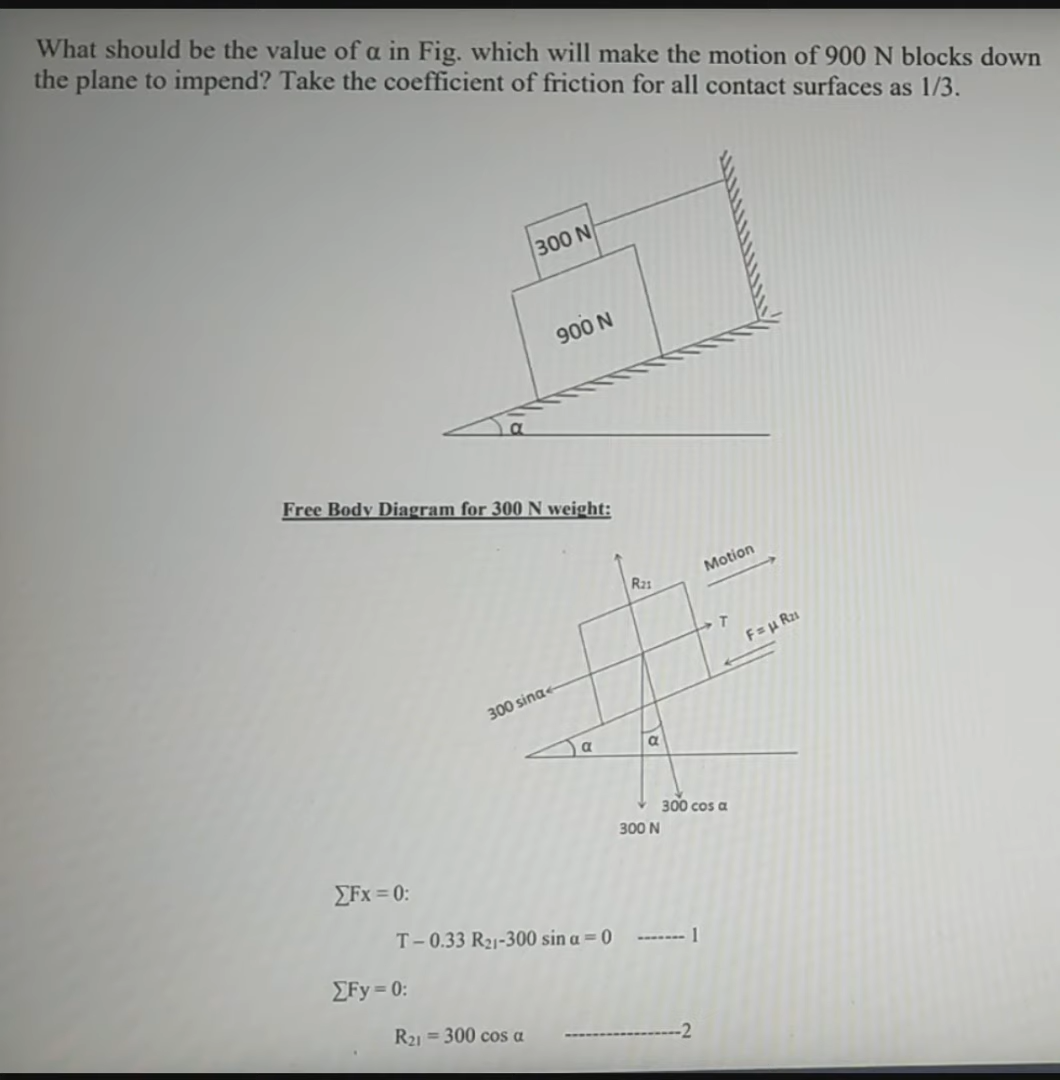 What should be the value of α in Fig. which will make the motion of 900 N blocks down
the plane to impend? Take the coefficient of friction for all contact surfaces as 1/3.
300 N
900 N
α
Free Body Diagram for 300 N weight:
Motion
R21
T
F = μ R21
300 sinα
α
α
300 cos α
300 N
∑Fx = 0:
T – 0.33 R21-300 sin α = 0 ------- 1
∑Fy = 0:
R21 = 300 cos α ------------------2